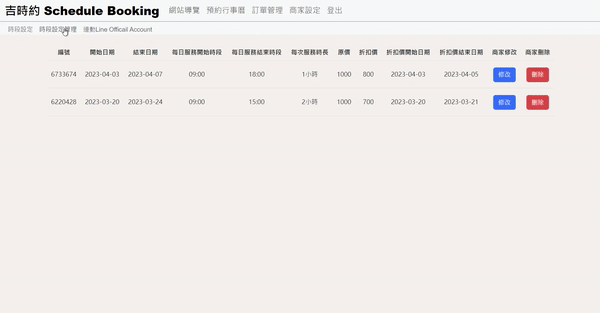 吉時約 Schedule Booking 網站導覽 預約行事曆 訂單管理 商家設定 登出
時段設定 時段設定管理 連動Line Offical Account
編號 開始日期 結束日期 每日服務開始時段 每日服務結束時段 每次服務時長 原價 折扣價 折扣價開始日期 折扣價結束日期 商家修改 商家刪除
6733674 2023-04-03 2023-04-07 09:00 18:00 1小時 1000 800 2023-04-03 2023-04-05 修改 刪除
6220428 2023-03-20 2023-03-24 09:00 15:00 2小時 1000 700 2023-03-20 2023-03-21 修改 刪除